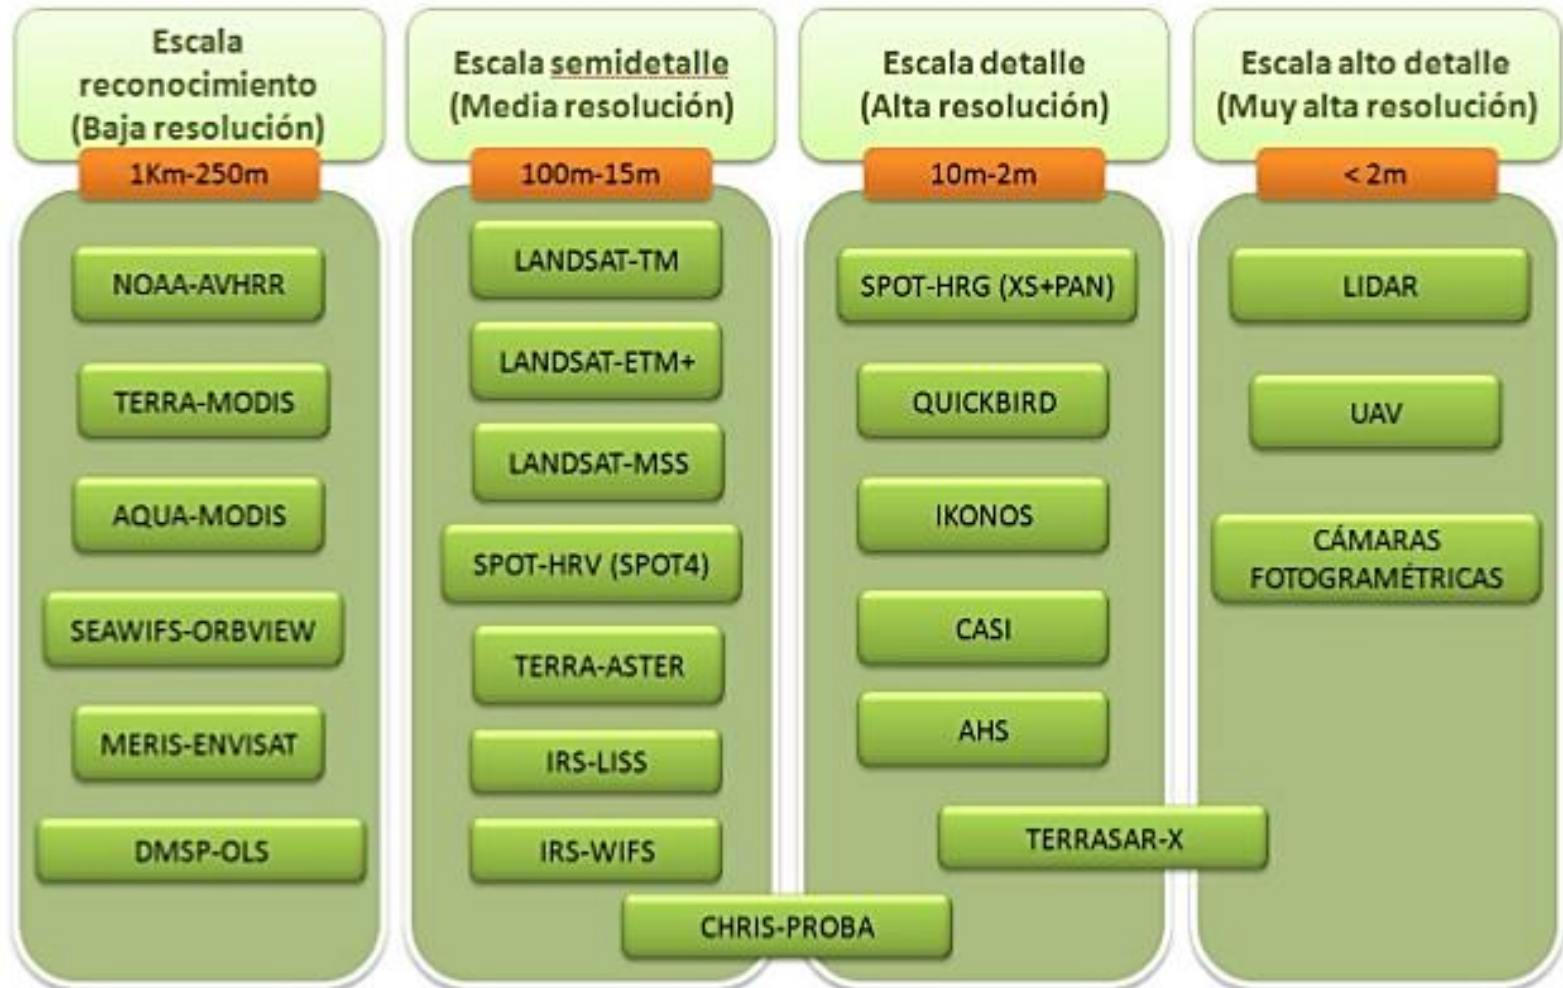 Escala
reconocimiento
(Baja resolución)
1Km-250m
NOAA-AVHRR
TERRA-MODIS
AQUA-MODIS
SEAWIFS-ORBVIEW
MERIS-ENVISAT
DMSP-OLS
Escala semidetalle
(Media resolución)
100m-15m
LANDSAT-TM
LANDSAT-ETM+
LANDSAT-MSS
SPOT-HRV (SPOT4)
TERRA-ASTER
IRS-LISS
IRS-WIFS
CHRIS-PROBA
Escala detalle
(Alta resolución)
10m-2m
SPOT-HRG (XS+PAN)
QUICKBIRD
IKONOS
CASI
AHS
TERRASAR-X
Escala alto detalle
(Muy alta resolución)
< 2m
LIDAR
UAV
CÁMARAS
FOTOGRAMÉTRICAS